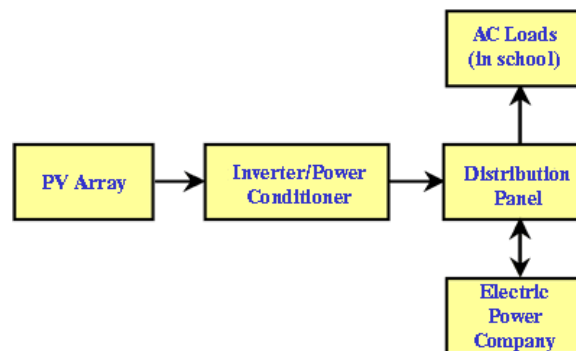 AC Loads
(in school)
PV Array
Inverter/Power
Conditioner
Distribution
Panel
Electric
Power
Company